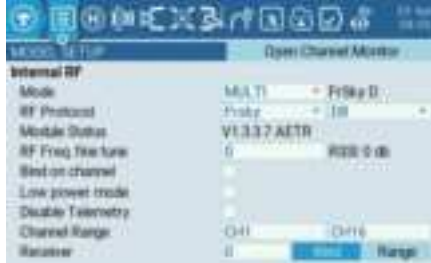 MODEL SETUP Open Channel Monitor
Internal RF
Mode MULTI FrSky D
RF Protocol FrSky D8
Module Status V1.3.3.7 AETR
RF Freq. fine tune 0 RSSI: 0 db
Bind on channel
Low power mode
Disable Telemetry
Channel Range CH1 CH16
Receiver 0 Bind Range